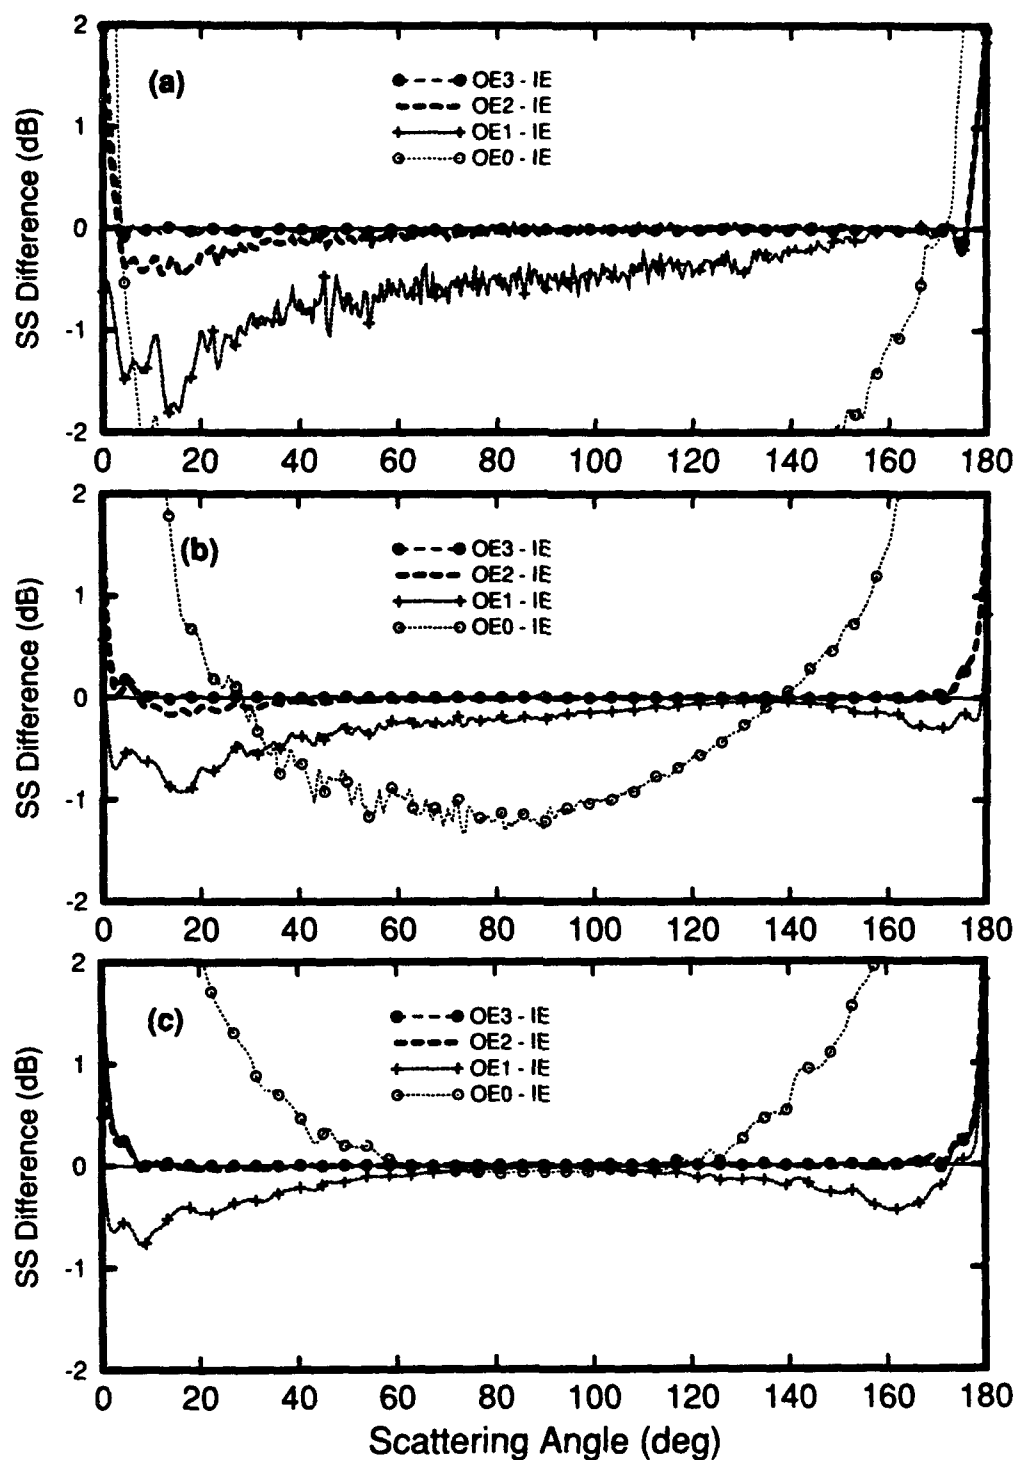 2
(a)
OE3 - IE
OE2 - IE
1
OE1 - IE
OE0 - IE
SS Difference (dB)
0
-1
-2
0 20 40 60 80 100 120 140 160 180
2
(b)
OE3 - IE
OE2 - IE
1
OE1 - IE
OE0 - IE
SS Difference (dB)
0
-1
-2
0 20 40 60 80 100 120 140 160 180
2
(c)
OE3 - IE
OE2 - IE
1
OE1 - IE
OE0 - IE
SS Difference (dB)
0
-1
-2
0 20 40 60 80 100 120 140 160 180
Scattering Angle (deg)